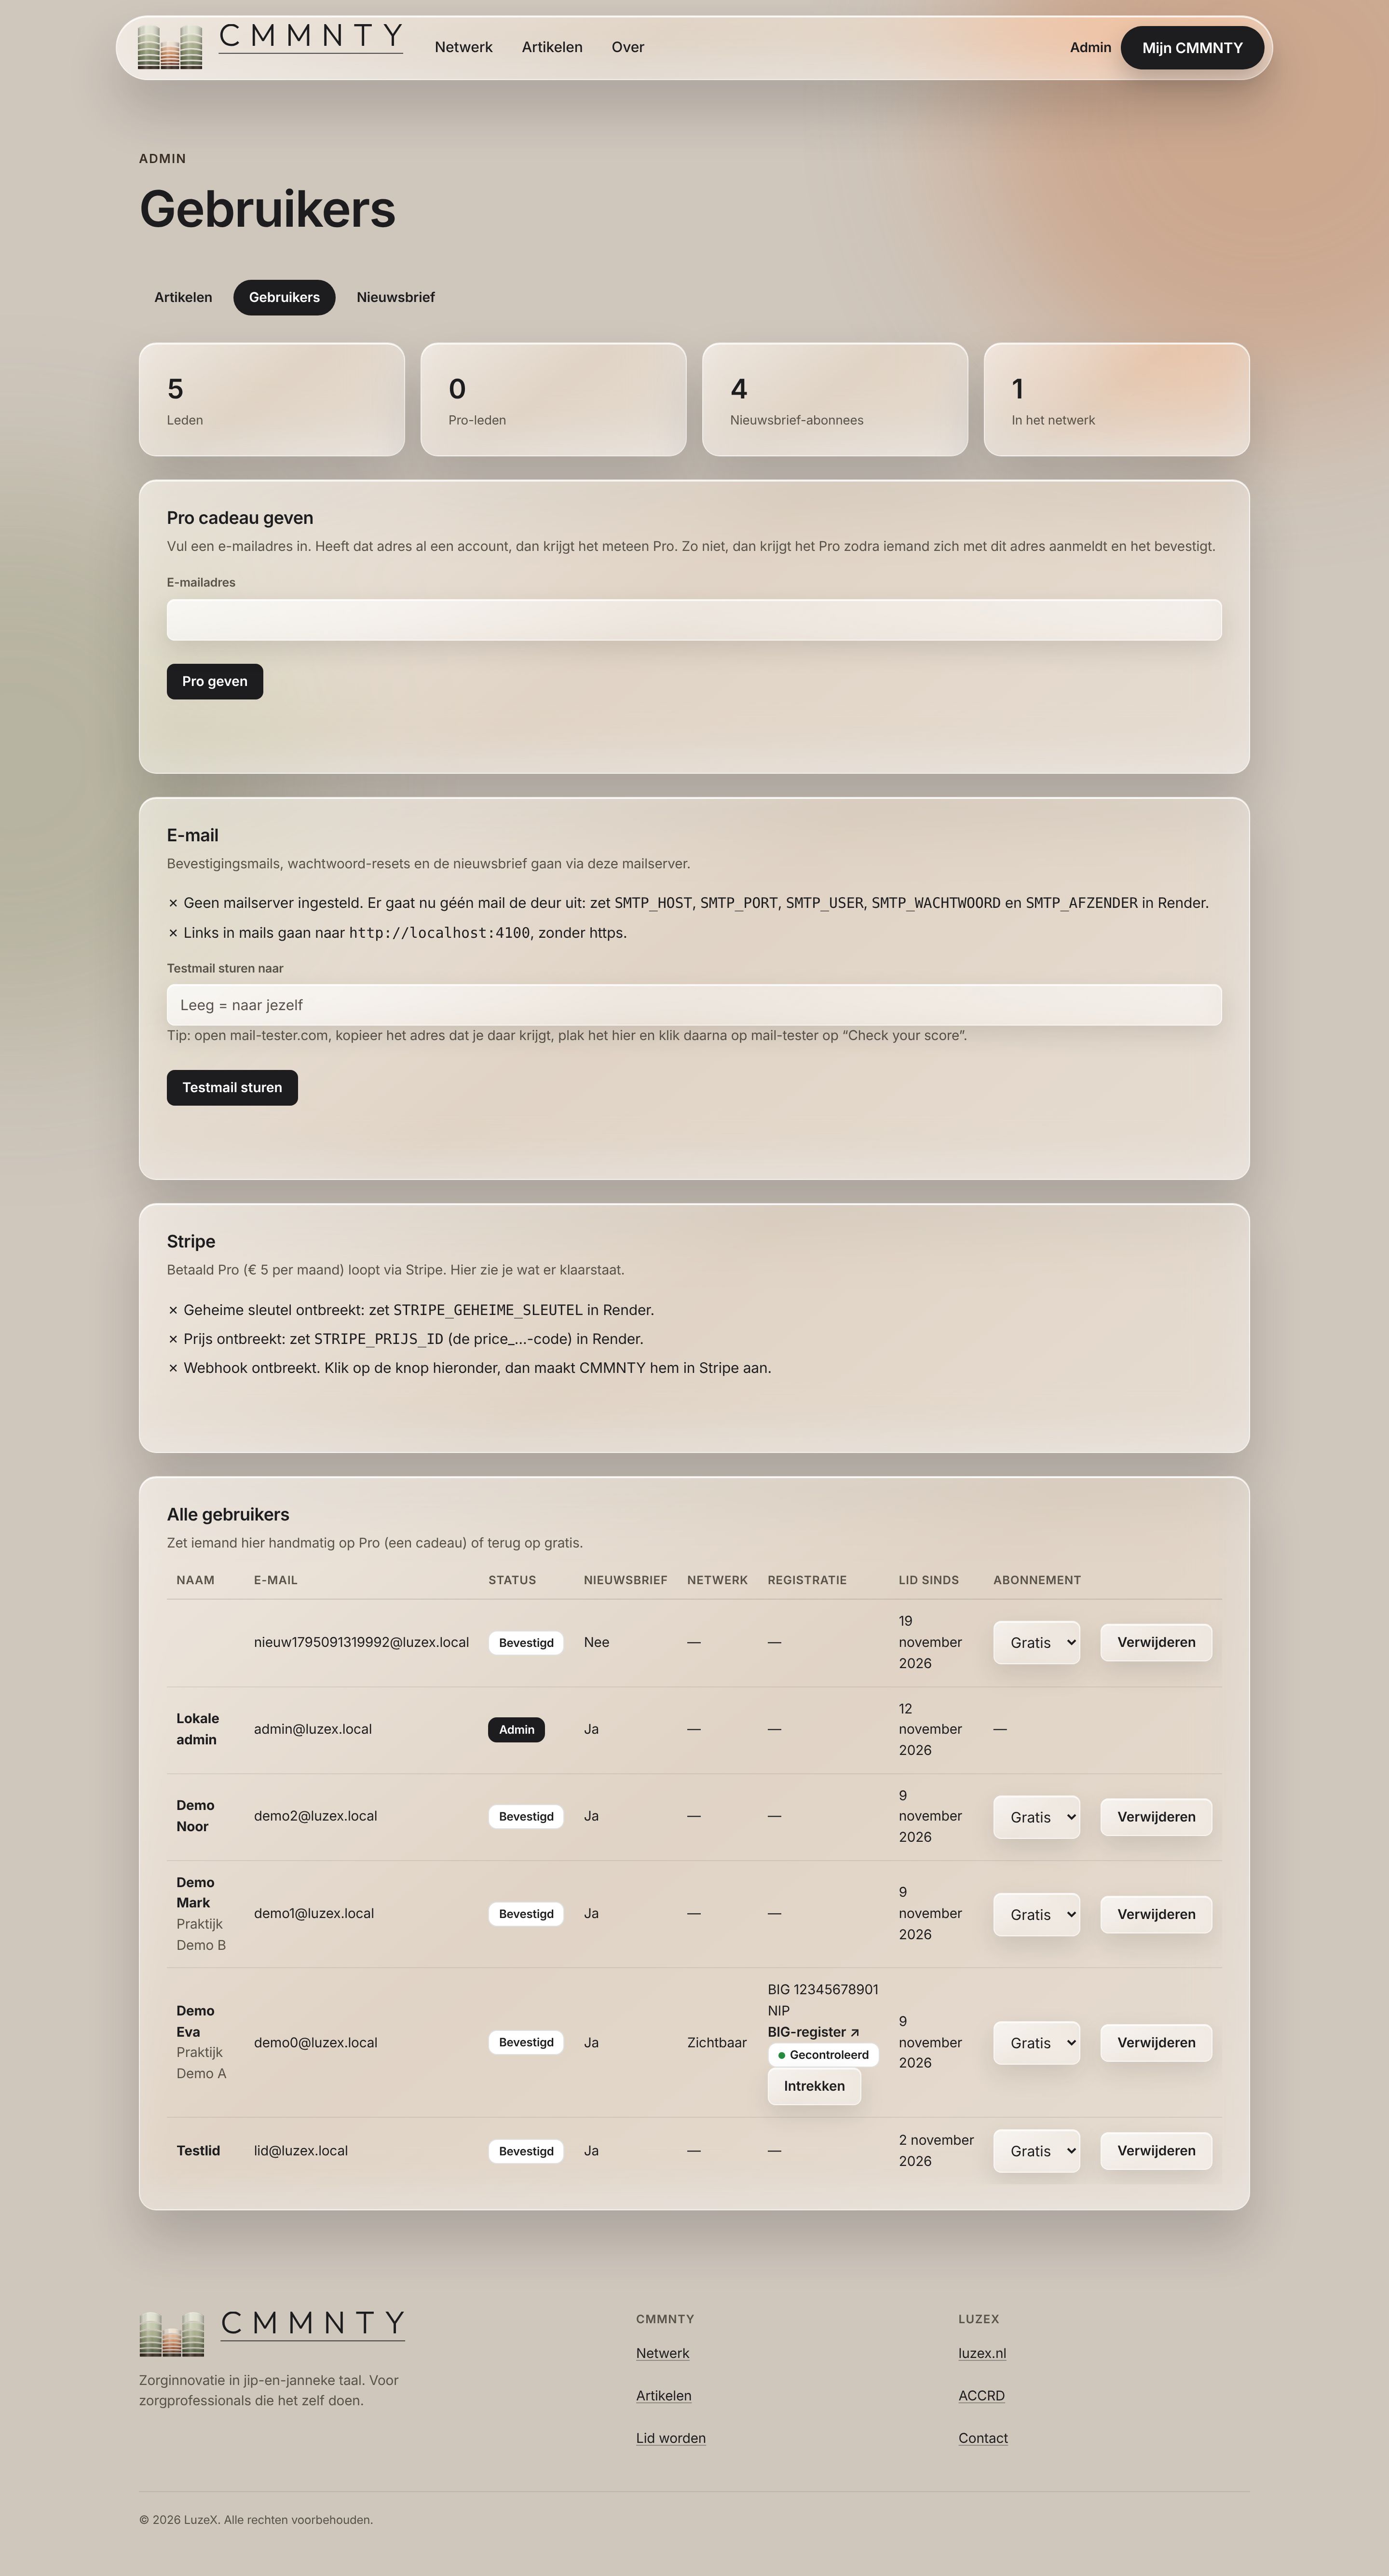 CMMNTY
Netwerk
Artikelen
Over
Admin
Mijn CMMNTY
ADMIN
Gebruikers
Artikelen
Gebruikers
Nieuwsbrief
5
Leden
0
Pro-leden
4
Nieuwsbrief-abonnees
1
In het netwerk
Pro cadeau geven
Vul een e-mailadres in. Heeft dat adres al een account, dan krijgt het meteen Pro. Zo niet, dan krijgt het Pro zodra iemand zich met dit adres aanmeldt en het bevestigt.
E-mailadres
Pro geven
E-mail
Bevestigingsmails, wachtwoord-resets en de nieuwsbrief gaan via deze mailserver.
× Geen mailserver ingesteld. Er gaat nu géén mail de deur uit: zet SMTP_HOST, SMTP_PORT, SMTP_USER, SMTP_WACHTWOORD en SMTP_AFZENDER in Render.
× Links in mails gaan naar http://localhost:4100, zonder https.
Testmail sturen naar
Leeg = naar jezelf
Tip: open mail-tester.com, kopieer het adres dat je daar krijgt, plak het hier en klik daarna op mail-tester op “Check your score”.
Testmail sturen
Stripe
Betaald Pro (€ 5 per maand) loopt via Stripe. Hier zie je wat er klaarstaat.
× Geheime sleutel ontbreekt: zet STRIPE_GEHEIME_SLEUTEL in Render.
× Prijs ontbreekt: zet STRIPE_PRIJS_ID (de price_…-code) in Render.
× Webhook ontbreekt. Klik op de knop hieronder, dan maakt CMMNTY hem in Stripe aan.
Alle gebruikers
Zet iemand hier handmatig op Pro (een cadeau) of terug op gratis.
NAAM
E-MAIL
STATUS
NIEUWSBRIEF
NETWERK
REGISTRATIE
LID SINDS
ABONNEMENT
nieuw1795091319992@luzex.local
Bevestigd
Nee
—
—
19
november
2026
Gratis
Verwijderen
Lokale
admin
admin@luzex.local
Admin
Ja
—
—
12
november
2026
—
Demo
Noor
demo2@luzex.local
Bevestigd
Ja
—
—
9
november
2026
Gratis
Verwijderen
Demo
Mark
Praktijk
Demo B
demo1@luzex.local
Bevestigd
Ja
—
—
9
november
2026
Gratis
Verwijderen
Demo
Eva
Praktijk
Demo A
demo0@luzex.local
Bevestigd
Ja
Zichtbaar
BIG 12345678901
NIP
BIG-register ↗
Gecontroleerd
Intrekken
9
november
2026
Gratis
Verwijderen
Testlid
lid@luzex.local
Bevestigd
Ja
—
—
2 november
2026
Gratis
Verwijderen
CMMNTY
Zorginnovatie in jip-en-janneke taal. Voor
zorgprofessionals die het zelf doen.
CMMNTY
Netwerk
Artikelen
Lid worden
LUZEX
luzex.nl
ACCRD
Contact
© 2026 LuzeX. Alle rechten voorbehouden.